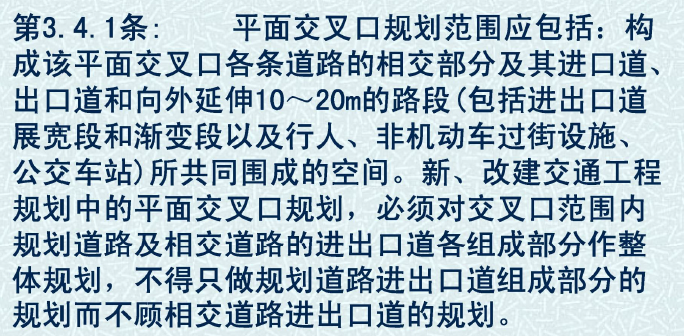 第3.4.1条:　　平面交叉口规划范围应包括：构
成该平面交叉口各条道路的相交部分及其进口道、
出口道和向外延伸10～20m的路段(包括进出口道
展宽段和渐变段以及行人、非机动车过街设施、
公交车站)所共同围成的空间。新、改建交通工程
规划中的平面交叉口规划，必须对交叉口范围内
规划道路及相交道路的进出口道各组成部分作整
体规划，不得只做规划道路进出口道组成部分的
规划而不顾相交道路进出口道的规划。